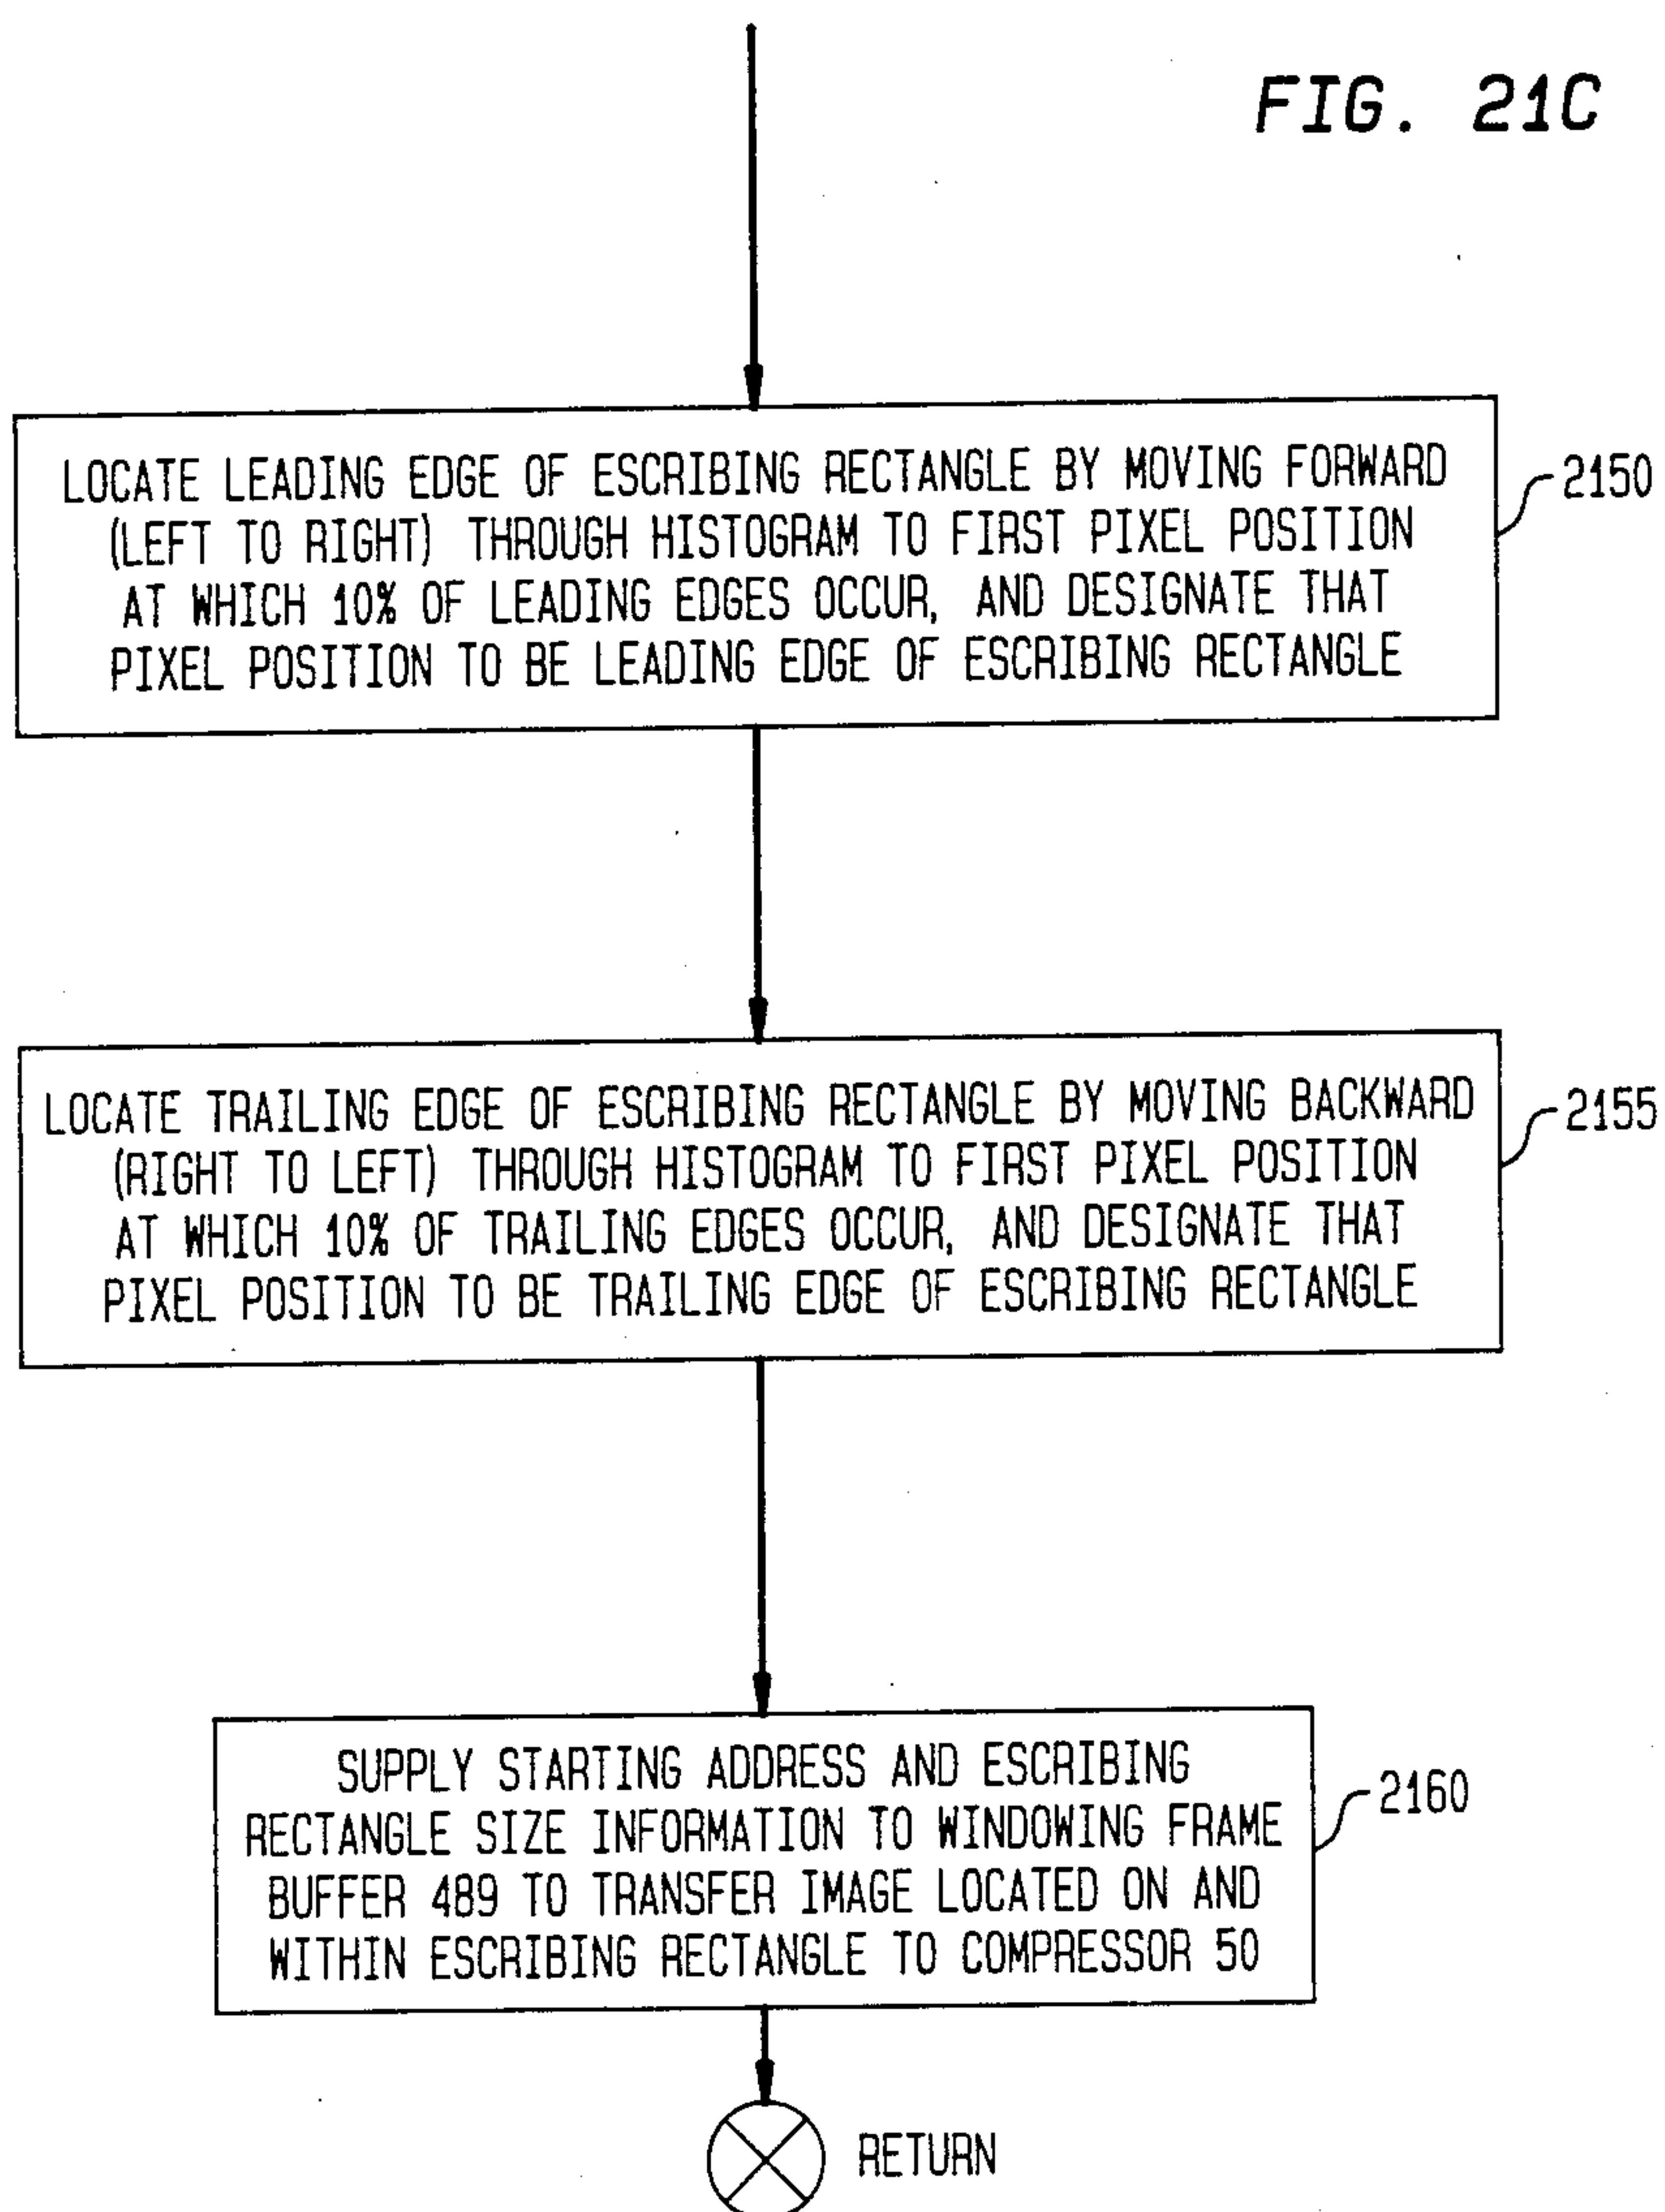 FIG. 21C
LOCATE LEADING EDGE OF ESCRIBING RECTANGLE BY MOVING FORWARD
(LEFT TO RIGHT) THROUGH HISTOGRAM TO FIRST PIXEL POSITION
AT WHICH 10% OF LEADING EDGES OCCUR, AND DESIGNATE THAT
PIXEL POSITION TO BE LEADING EDGE OF ESCRIBING RECTANGLE
2150
LOCATE TRAILING EDGE OF ESCRIBING RECTANGLE BY MOVING BACKWARD
(RIGHT TO LEFT) THROUGH HISTOGRAM TO FIRST PIXEL POSITION
AT WHICH 10% OF TRAILING EDGES OCCUR, AND DESIGNATE THAT
PIXEL POSITION TO BE TRAILING EDGE OF ESCRIBING RECTANGLE
2155
SUPPLY STARTING ADDRESS AND ESCRIBING
RECTANGLE SIZE INFORMATION TO WINDOWING FRAME
BUFFER 489 TO TRANSFER IMAGE LOCATED ON AND
WITHIN ESCRIBING RECTANGLE TO COMPRESSOR 50
2160
RETURN